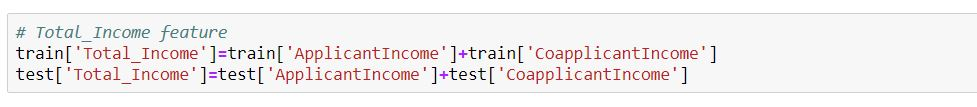 # Total_Income feature
train['Total_Income']=train['ApplicantIncome']+train['CoapplicantIncome']
test['Total_Income']=test['ApplicantIncome']+test['CoapplicantIncome']